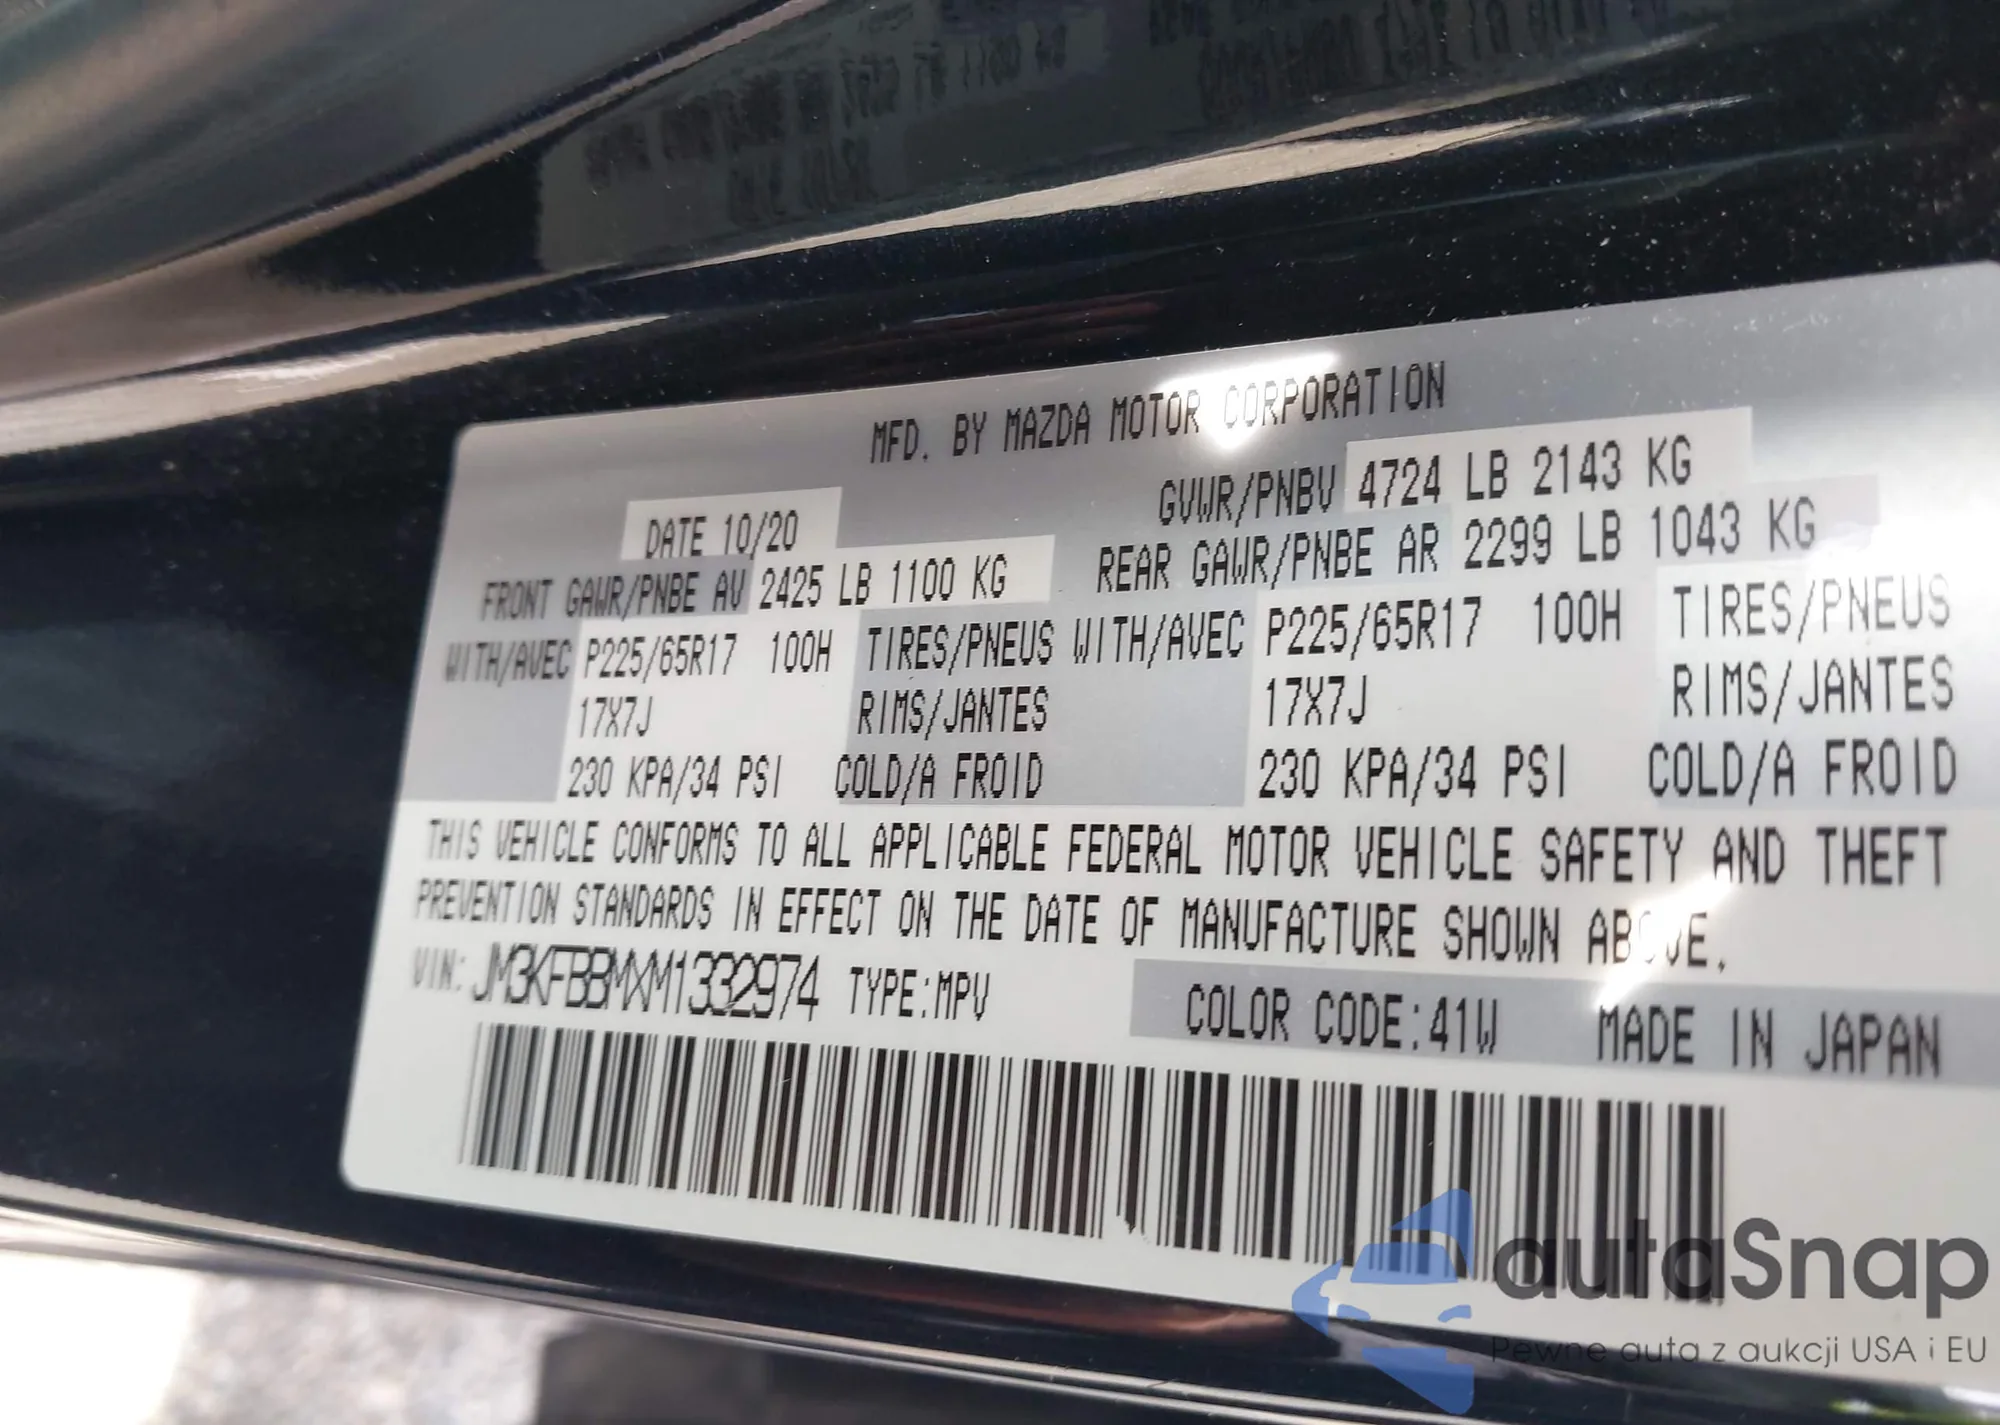 MFD. BY MAZDA MOTOR CORPORATION
DATE 10/20
GVWR/PNBV 4724 LB 2143 KG
FRONT GAWR/PNBE AV 2425 LB 1100 KG
REAR GAWR/PNBE AR 2299 LB 1043 KG
WITH/AVEC P225/65R17 100H TIRES/PNEUS WITH/AVEC P225/65R17 100H TIRES/PNEUS
17X7J RIMS/JANTES 17X7J RIMS/JANTES
230 KPA/34 PSI COLD/A FROID 230 KPA/34 PSI COLD/A FROID
THIS VEHICLE CONFORMS TO ALL APPLICABLE FEDERAL MOTOR VEHICLE SAFETY AND THEFT
PREVENTION STANDARDS IN EFFECT ON THE DATE OF MANUFACTURE SHOWN ABOVE.
VIN: JM3KFBBMXM1332974 TYPE:MPV COLOR CODE:41W MADE IN JAPAN
autaSnap
Pewne auta z aukcji USA i EU